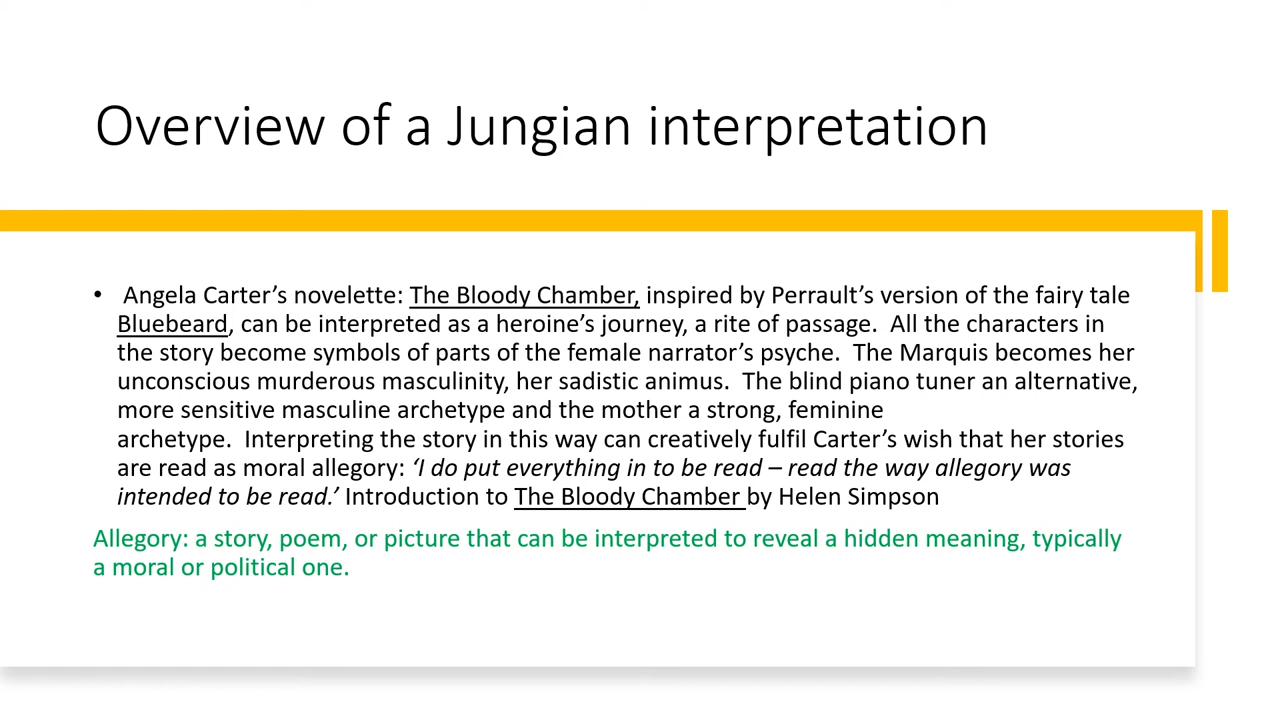 Overview of a Jungian interpretation
• Angela Carter’s novelette: The Bloody Chamber, inspired by Perrault’s version of the fairy tale
Bluebeard, can be interpreted as a heroine’s journey, a rite of passage.  All the characters in
the story become symbols of parts of the female narrator’s psyche.  The Marquis becomes her
unconscious murderous masculinity, her sadistic animus.  The blind piano tuner an alternative,
more sensitive masculine archetype and the mother a strong, feminine
archetype.  Interpreting the story in this way can creatively fulfil Carter’s wish that her stories
are read as moral allegory: ‘I do put everything in to be read – read the way allegory was
intended to be read.’ Introduction to The Bloody Chamber by Helen Simpson
Allegory: a story, poem, or picture that can be interpreted to reveal a hidden meaning, typically
a moral or political one.